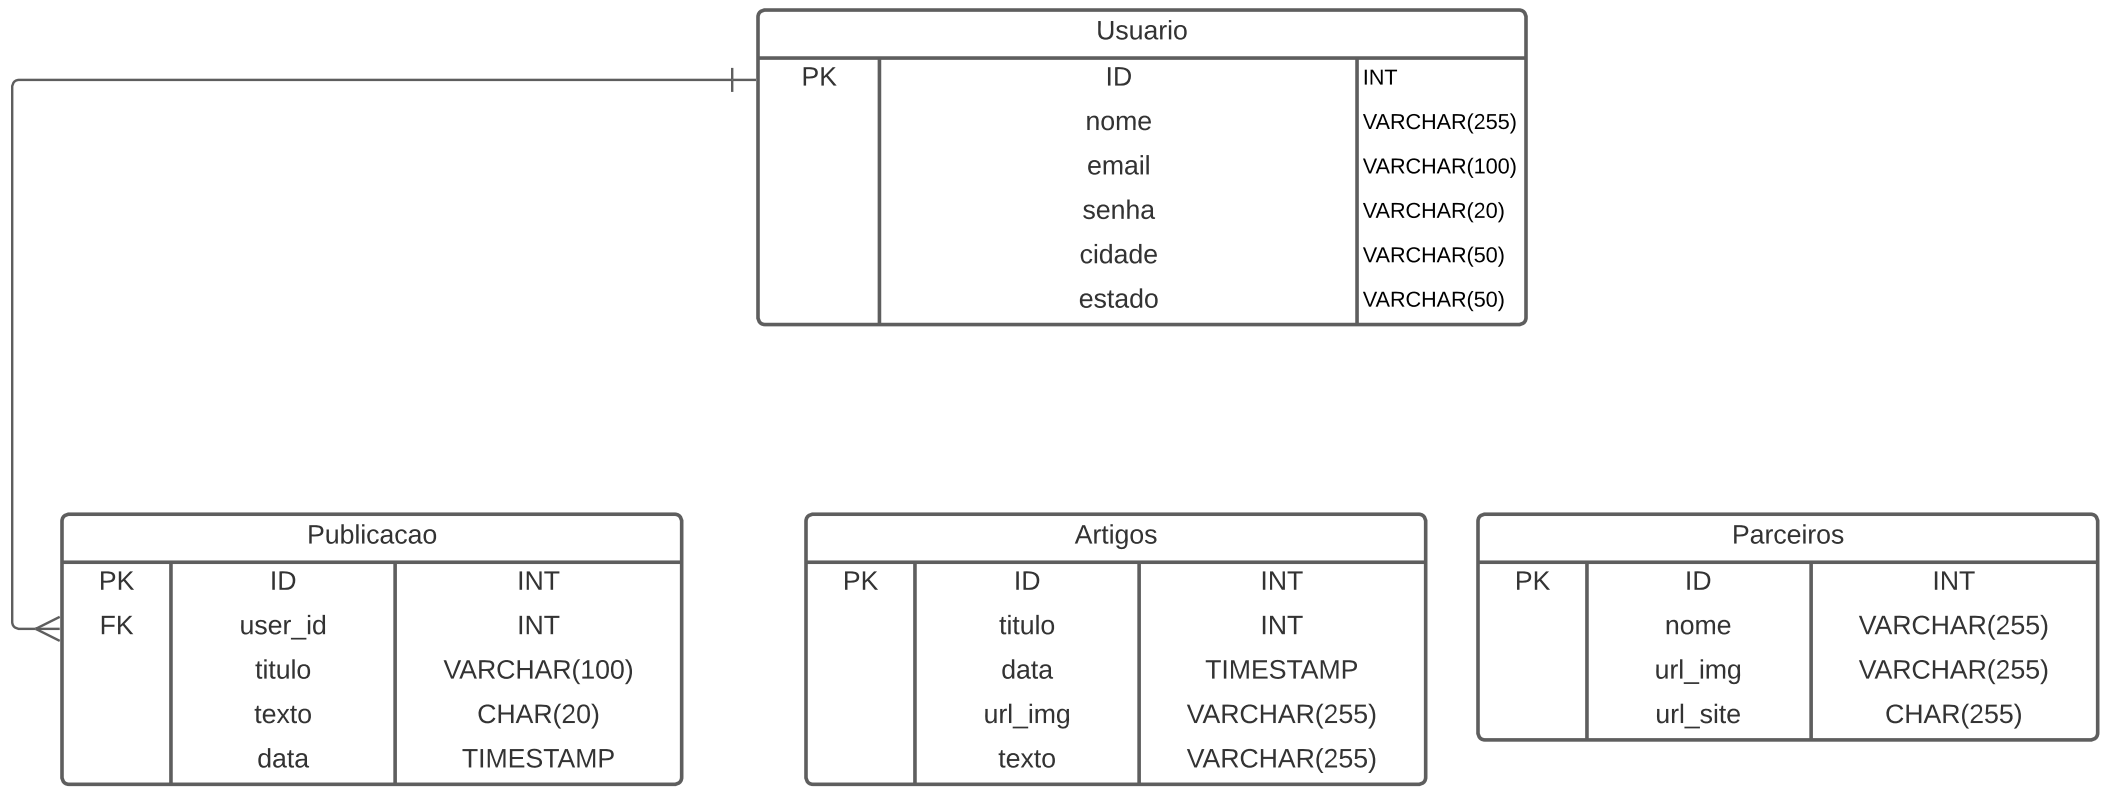 Usuario
PK ID INT
nome VARCHAR(255)
email VARCHAR(100)
senha VARCHAR(20)
cidade VARCHAR(50)
estado VARCHAR(50)
Publicacao
PK ID INT
FK user_id INT
titulo VARCHAR(100)
texto CHAR(20)
data TIMESTAMP
Artigos
PK ID INT
titulo INT
data TIMESTAMP
url_img VARCHAR(255)
texto VARCHAR(255)
Parceiros
PK ID INT
nome VARCHAR(255)
url_img VARCHAR(255)
url_site CHAR(255)